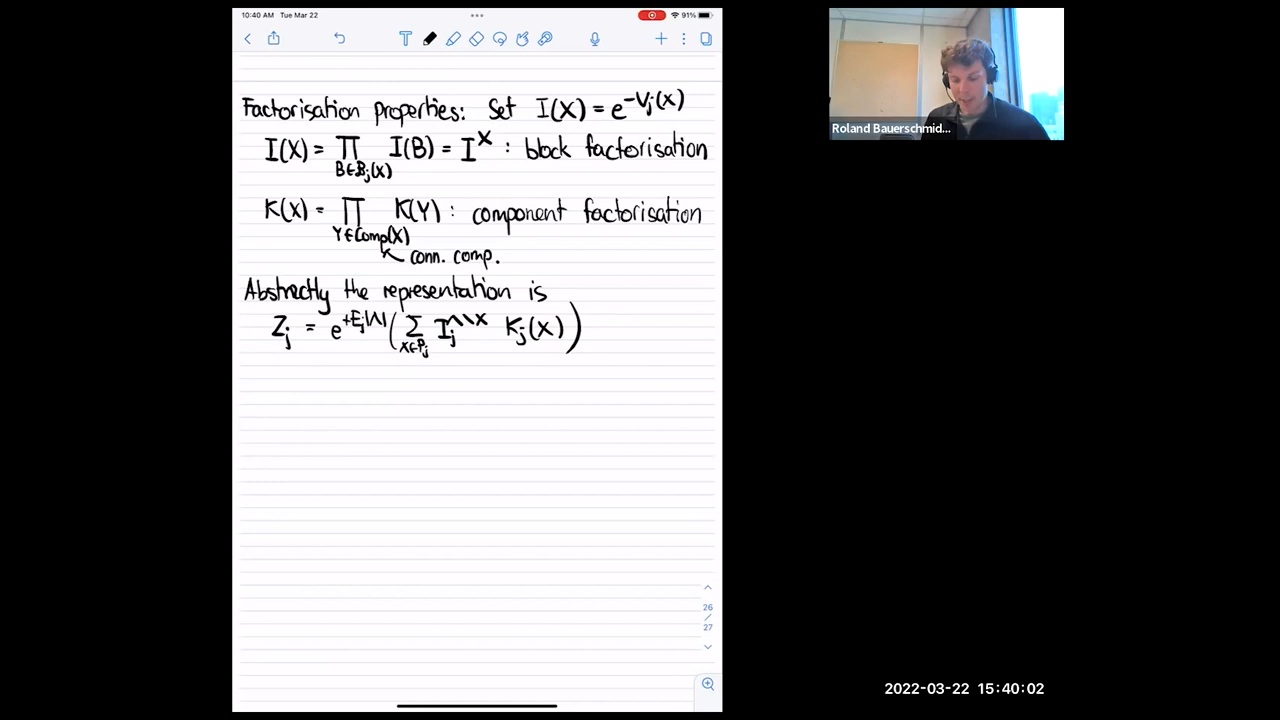 10:40 AM Tue Mar 22
91%
Factorisation properties: Set I(X) = e^{-V_j(X)}
I(X) = ∏_{B∈B_j(X)} I(B) = I^X : block factorisation
K(X) = ∏_{Y∈Comp(X)} K(Y) : component factorisation
conn. comp.
Abstractly the representation is
Z_j = e^{+E_j|Λ|} ( ∑_{X∈P_j} I_j^{Λ\X} K_j(X) )
26
/
27
Roland Bauerschmid...
2022-03-22 15:40:02